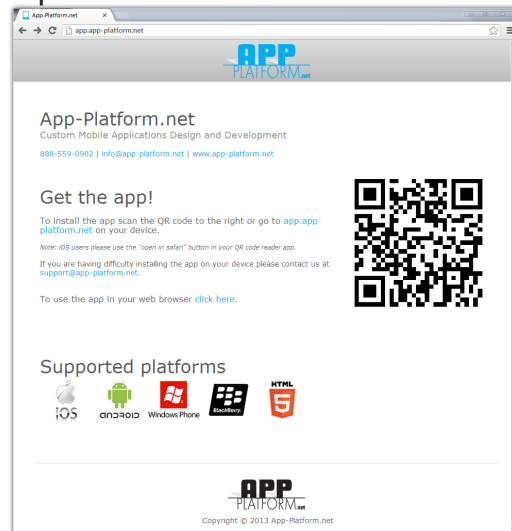 App-Platform.net
app.app-platform.net
APP
PLATFORM.net
App-Platform.net
Custom Mobile Applications Design and Development
888-559-0902 | info@app-platform.net | www.app-platform.net
Get the app!
To install the app scan the QR code to the right or go to app.app-
platform.net on your device.
Note: iOS users please use the "open in safari" button in your QR code reader app.
If you are having difficulty installing the app on your device please contact us at
support@app-platform.net.
To use the app in your web browser click here.
Supported platforms
iOS
android
Windows Phone
BlackBerry.
HTML
5
APP
PLATFORM.net
Copyright © 2013 App-Platform.net